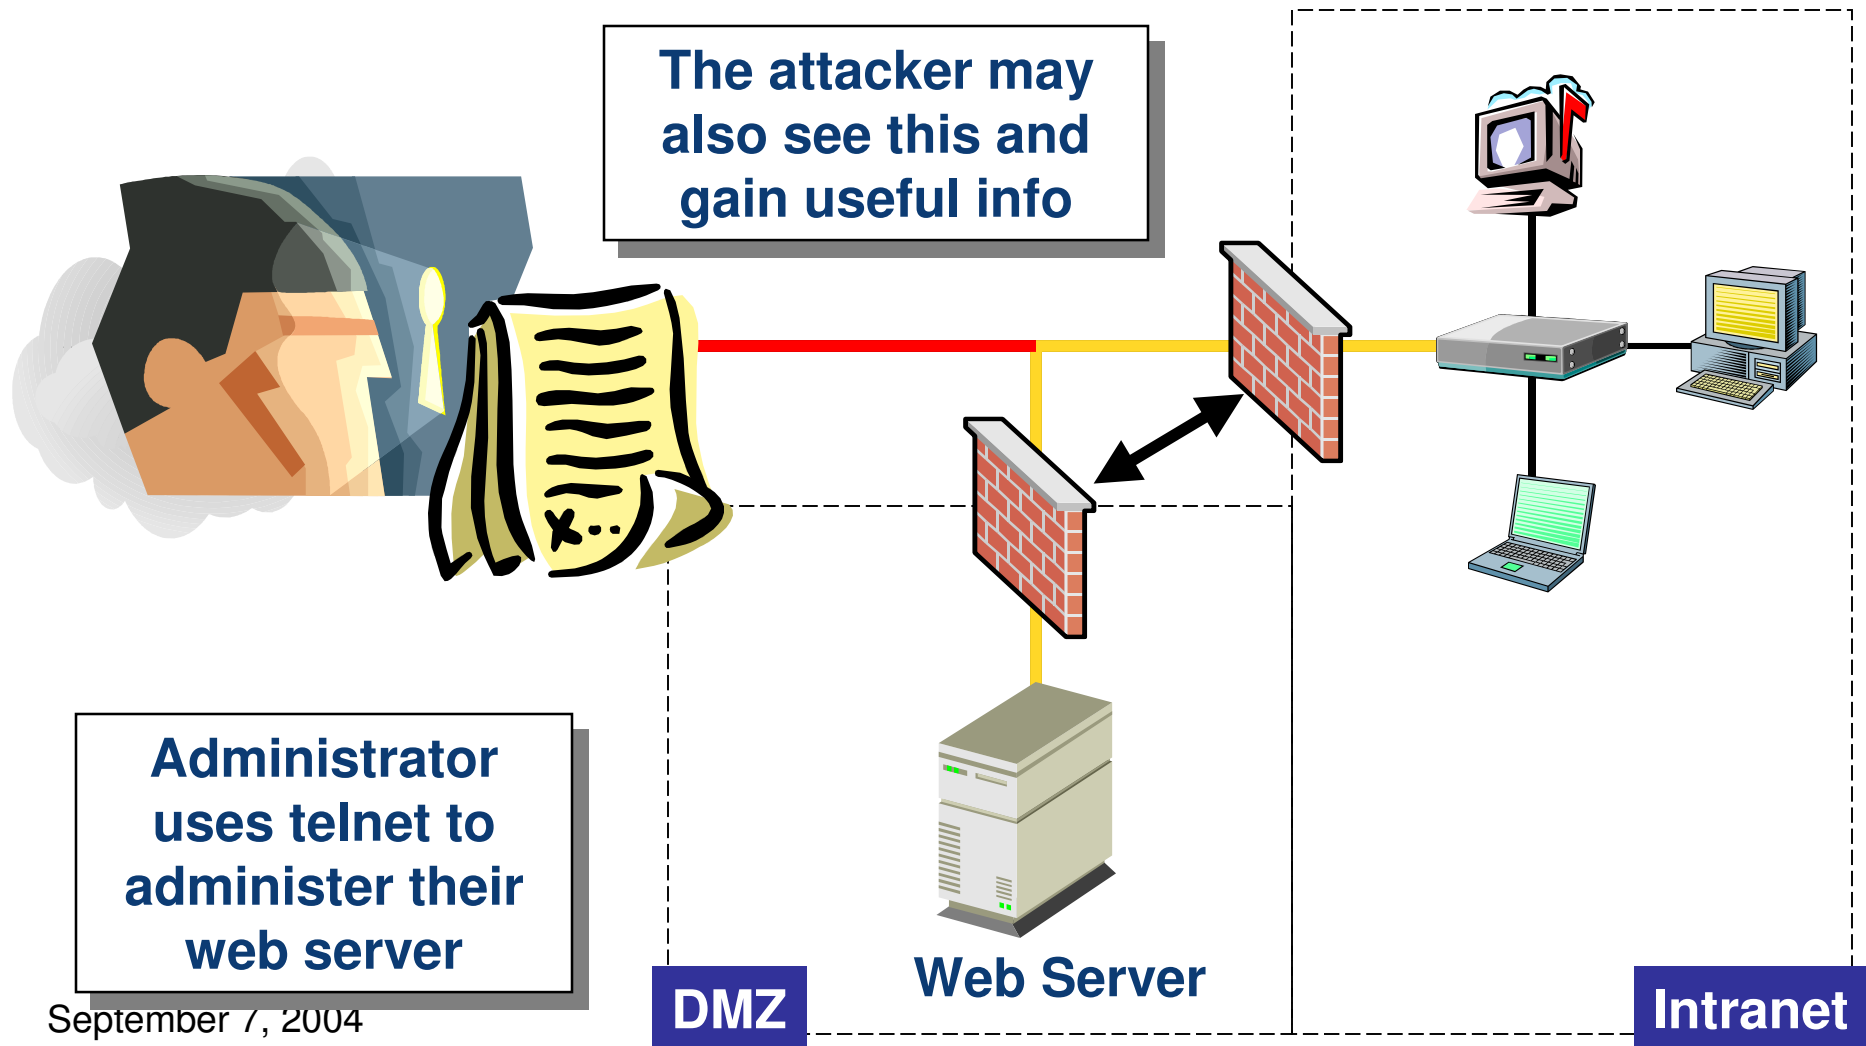 The attacker may
also see this and
gain useful info
Administrator
uses telnet to
administer their
web server
Web Server
DMZ
Intranet
September 7, 2004